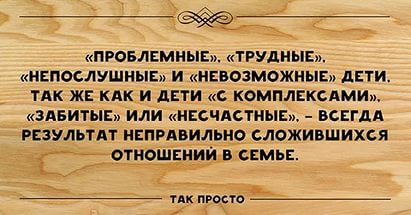 «ПРОБЛЕМНЫЕ», «ТРУДНЫЕ»,
«НЕПОСЛУШНЫЕ» И «НЕВОЗМОЖНЫЕ» ДЕТИ,
ТАК ЖЕ КАК И ДЕТИ «С КОМПЛЕКСАМИ»,
«ЗАБИТЫЕ» ИЛИ «НЕСЧАСТНЫЕ», – ВСЕГДА
РЕЗУЛЬТАТ НЕПРАВИЛЬНО СЛОЖИВШИХСЯ
ОТНОШЕНИЙ В СЕМЬЕ.
ТАК ПРОСТО